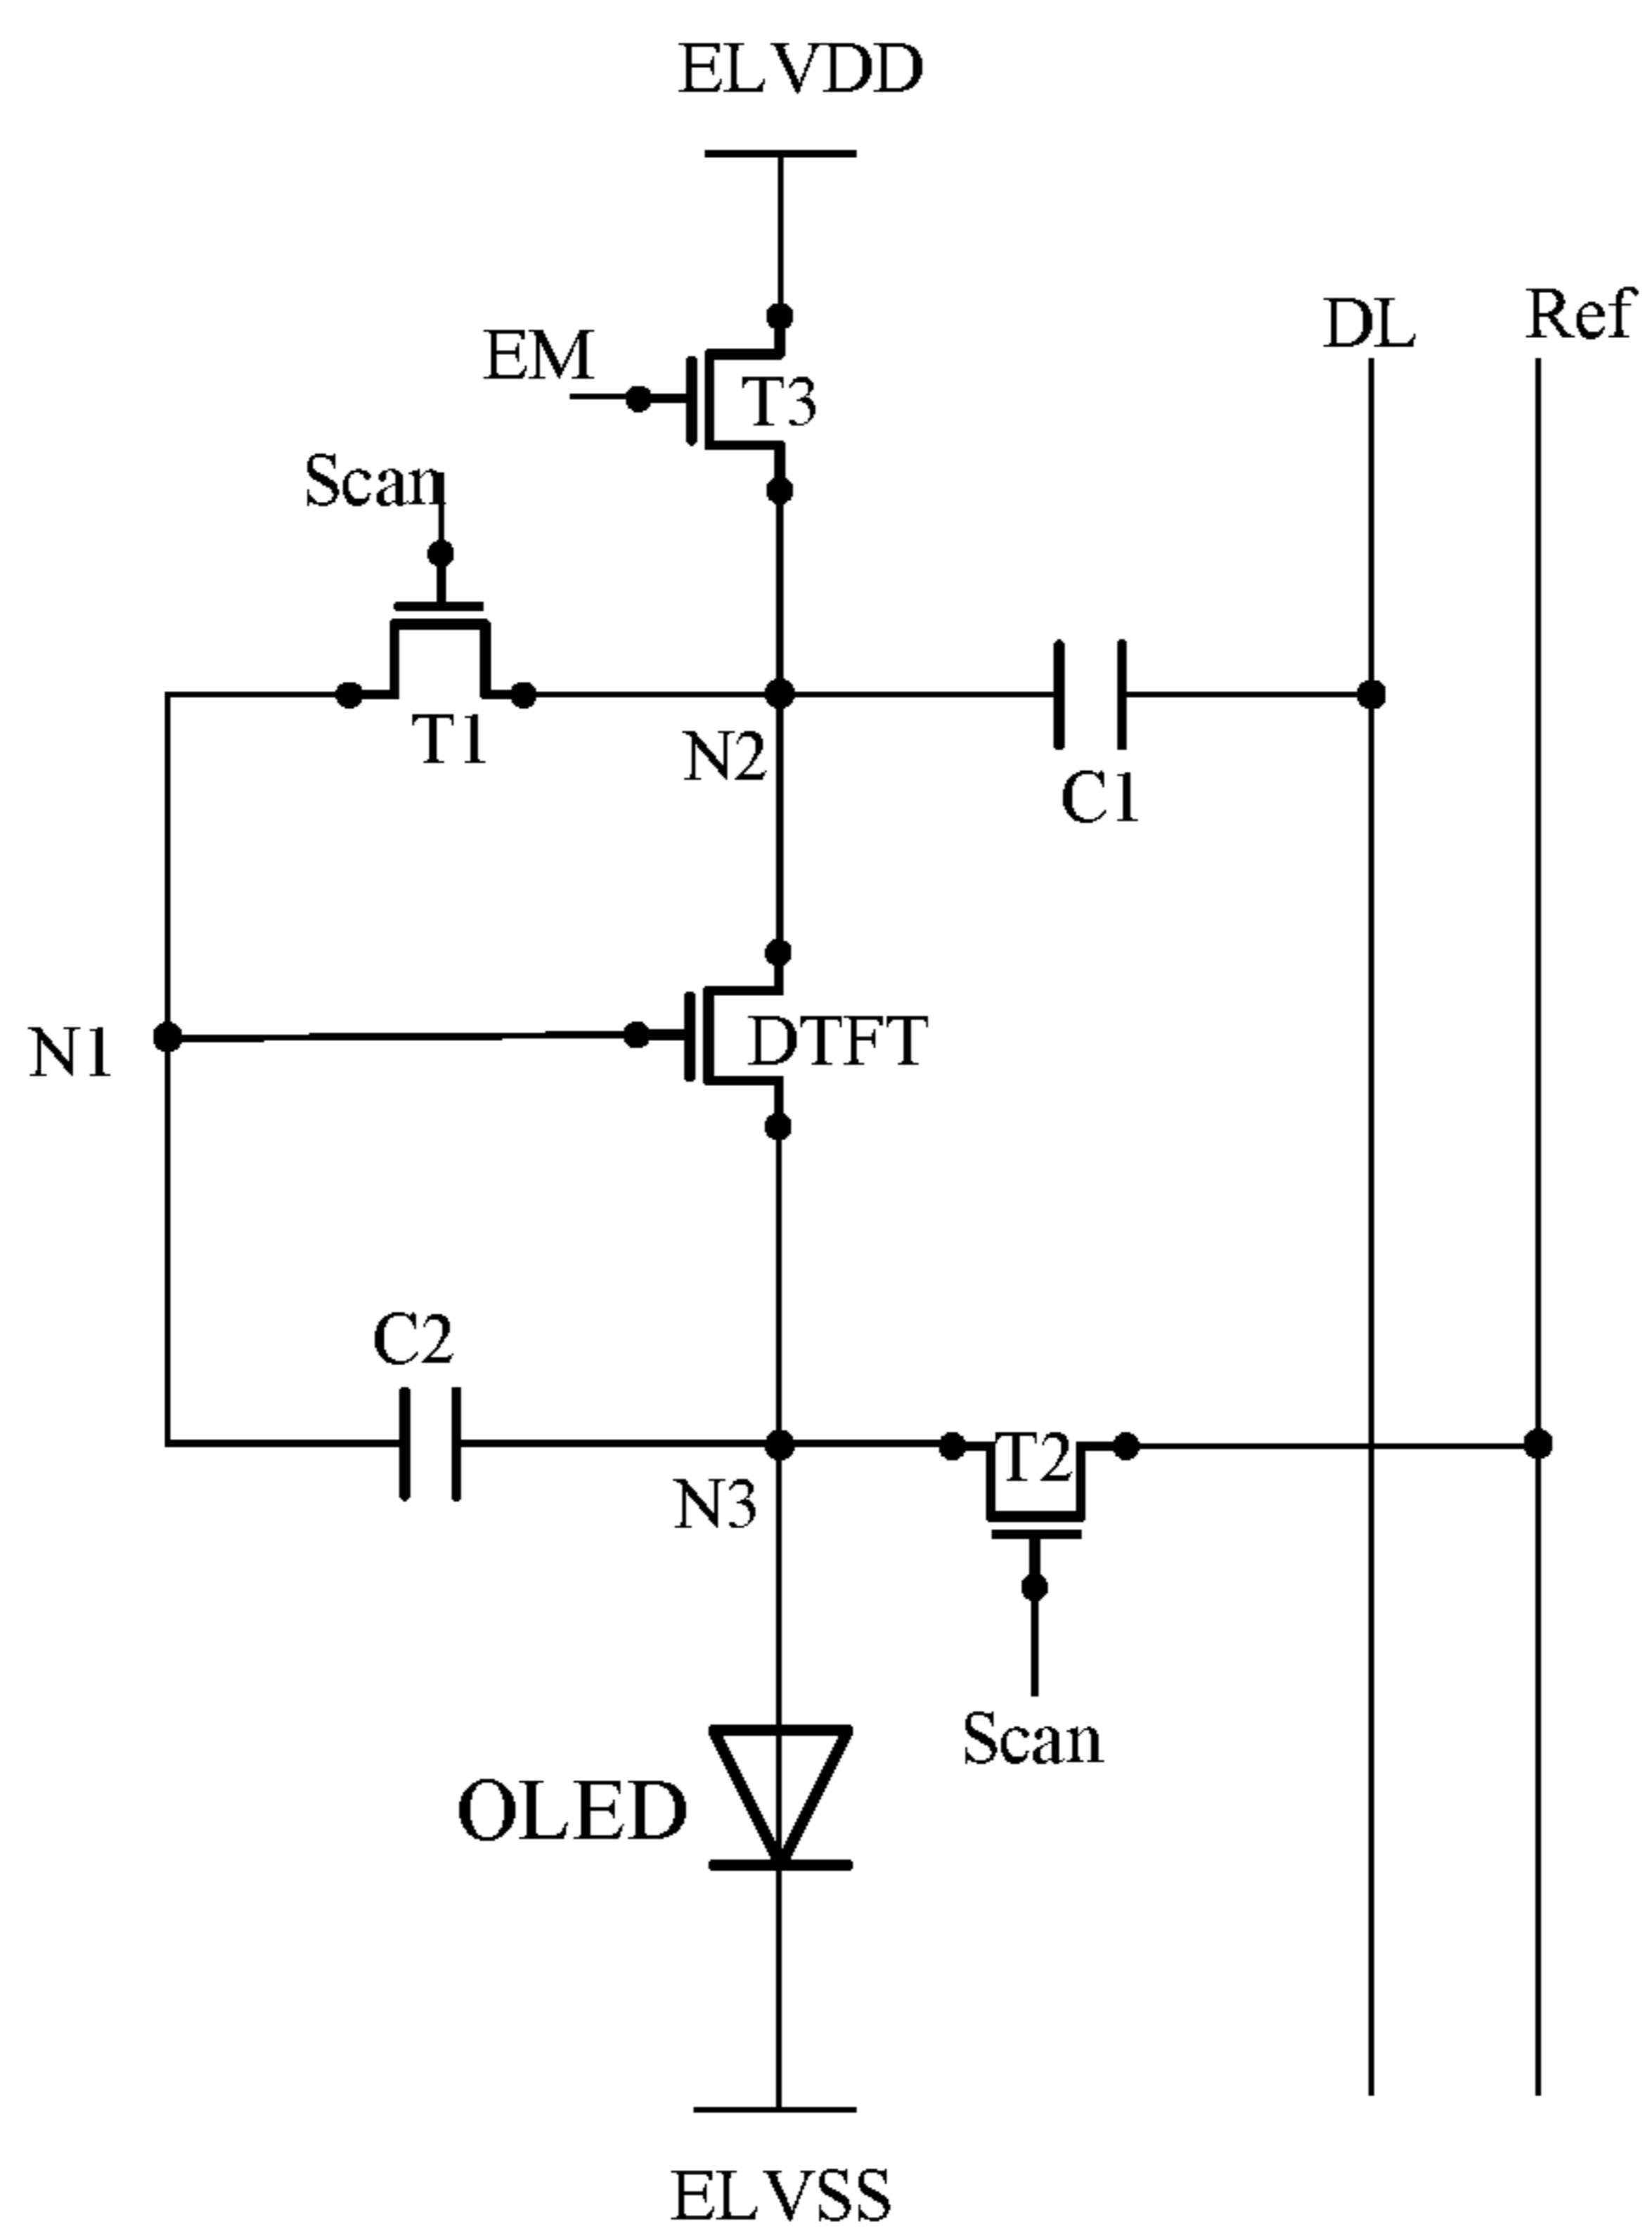 ELVDD
DL
Ref
EM
T3
Scan
T1
N2
C1
N1
DTFT
C2
T2
N3
Scan
OLED
ELVSS